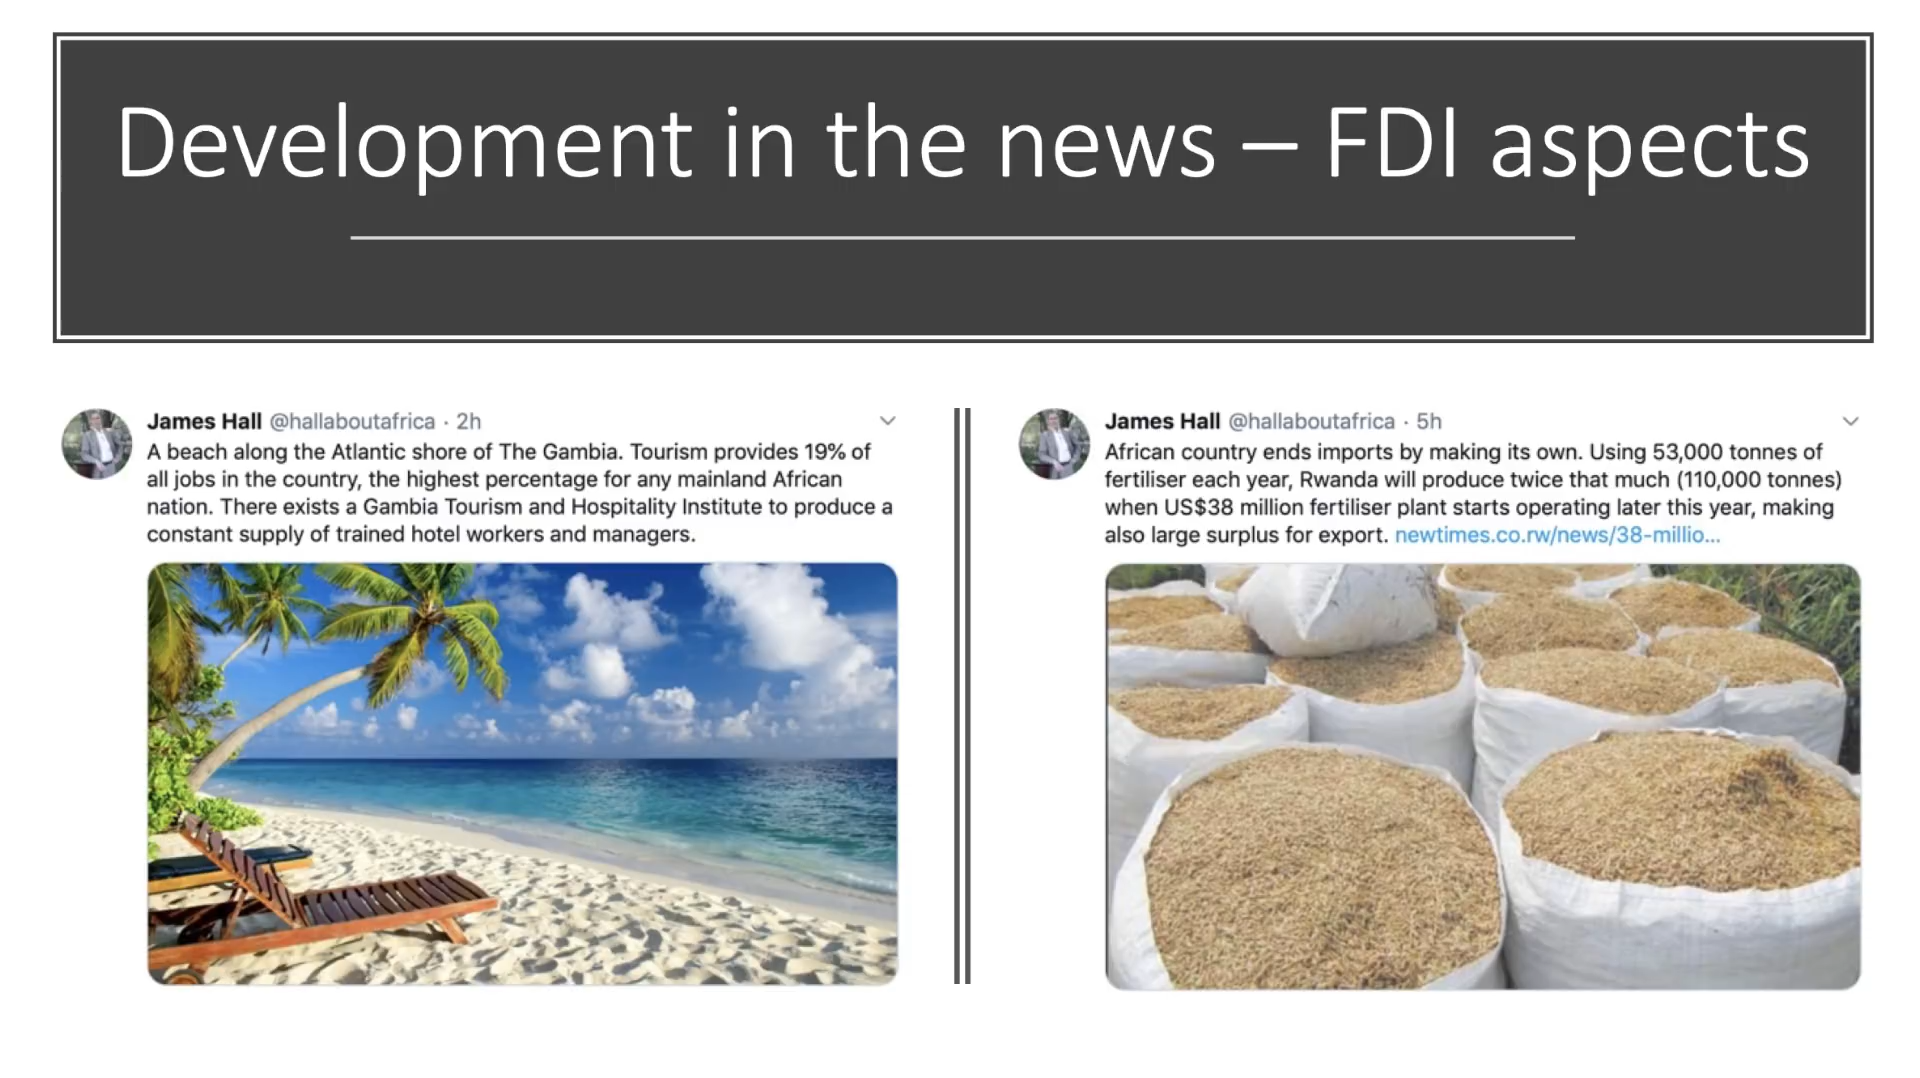 Development in the news – FDI aspects
James Hall @hallaboutafrica · 2h
A beach along the Atlantic shore of The Gambia. Tourism provides 19% of
all jobs in the country, the highest percentage for any mainland African
nation. There exists a Gambia Tourism and Hospitality Institute to produce a
constant supply of trained hotel workers and managers.
James Hall @hallaboutafrica · 5h
African country ends imports by making its own. Using 53,000 tonnes of
fertiliser each year, Rwanda will produce twice that much (110,000 tonnes)
when US$38 million fertiliser plant starts operating later this year, making
also large surplus for export. newtimes.co.rw/news/38-millio...